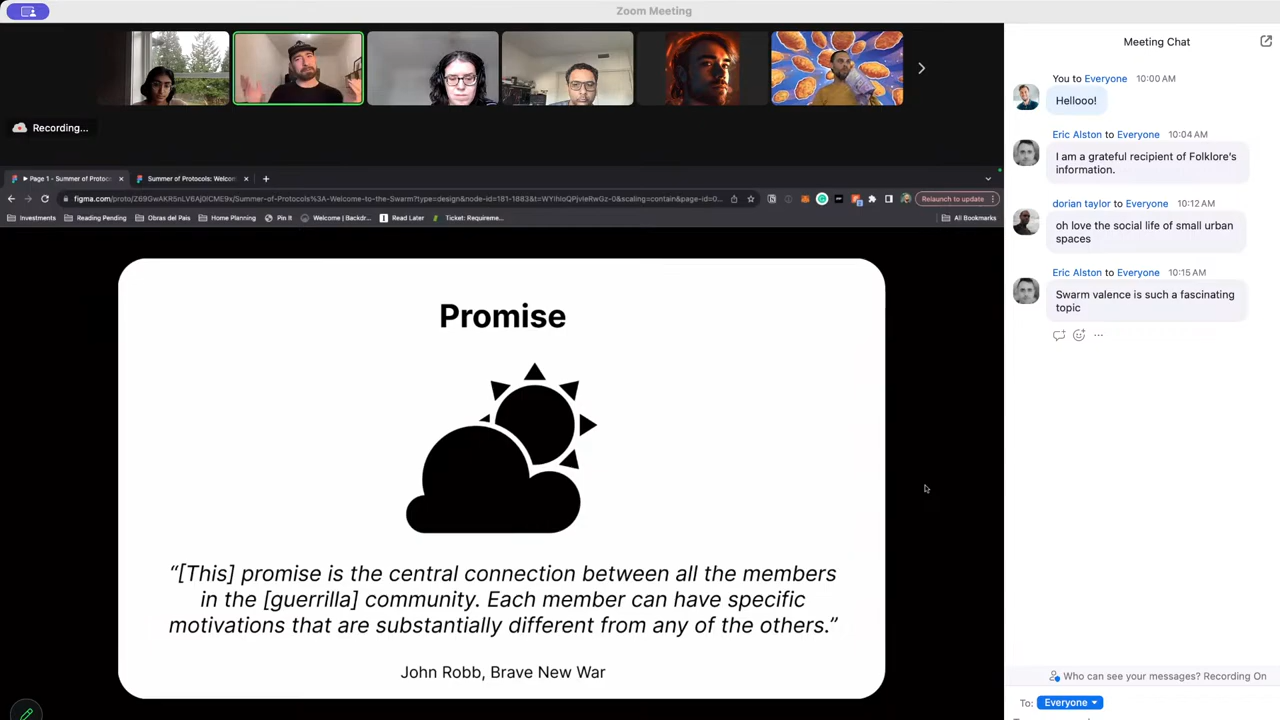 Zoom Meeting
Recording...
Page 1 - Summer of Protoc
Summer of Protocols: Welcom
Relaunch to update
Investments
Reading Pending
Obras del Pais
Home Planning
Pin It
Welcome | Backdr...
Read Later
Ticket: Requireme...
All Bookmarks
Promise
“[This] promise is the central connection between all the members
in the [guerrilla] community. Each member can have specific
motivations that are substantially different from any of the others.”
John Robb, Brave New War
Meeting Chat
You to Everyone 10:00 AM
Hellooo!
Eric Alston to Everyone 10:04 AM
I am a grateful recipient of Folklore's
information.
dorian taylor to Everyone 10:12 AM
oh love the social life of small urban
spaces
Eric Alston to Everyone 10:15 AM
Swarm valence is such a fascinating
topic
Who can see your messages? Recording On
To: Everyone